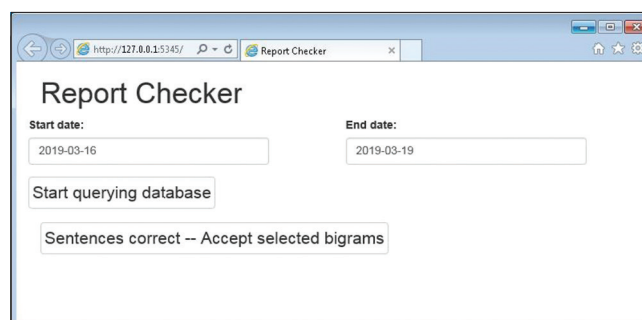 http://127.0.0.1:5345/ Report Checker
Report Checker
Start date: End date:
2019-03-16 2019-03-19
Start querying database
Sentences correct -- Accept selected bigrams